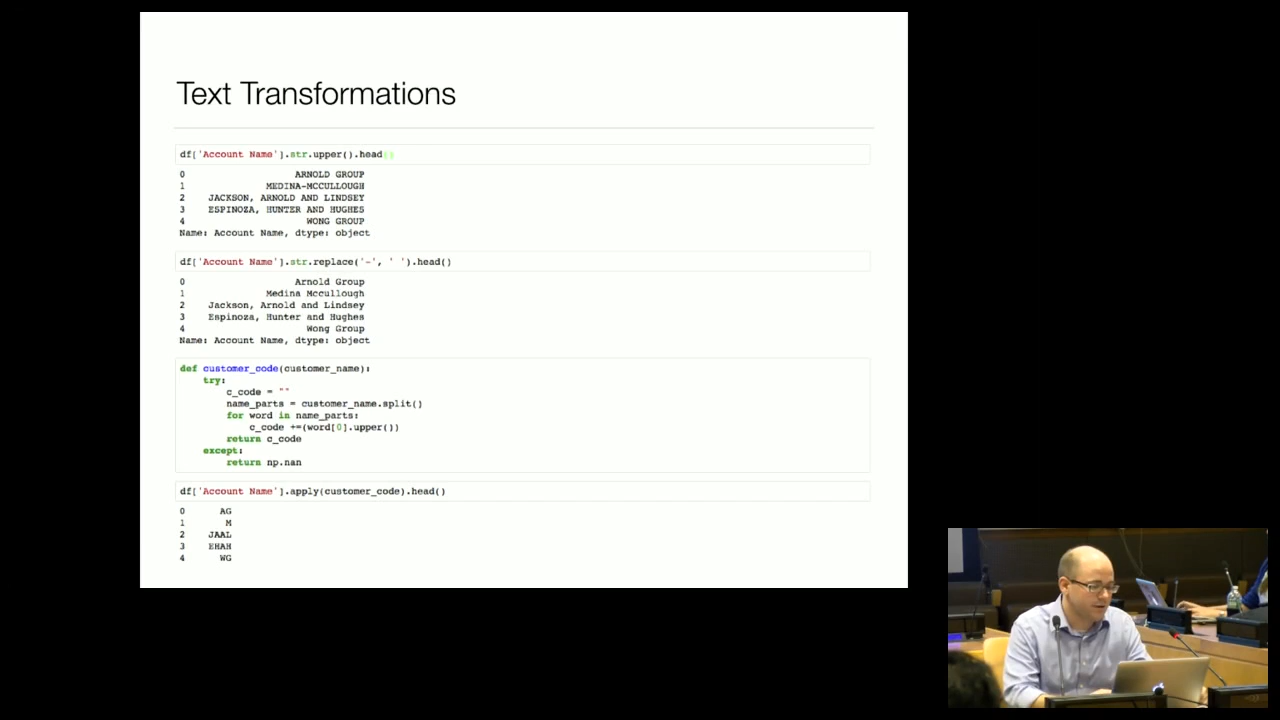 Text Transformations
df['Account Name'].str.upper().head()
0 ARNOLD GROUP
1 MEDINA-MCCULLOUGH
2 JACKSON, ARNOLD AND LINDSEY
3 ESPINOZA, HUNTER AND HUGHES
4 WONG GROUP
Name: Account Name, dtype: object
df['Account Name'].str.replace('-', ' ').head()
0 Arnold Group
1 Medina Mccullough
2 Jackson, Arnold and Lindsey
3 Espinoza, Hunter and Hughes
4 Wong Group
Name: Account Name, dtype: object
def customer_code(customer_name):
try:
c_code = ""
name_parts = customer_name.split()
for word in name_parts:
c_code +=(word[0].upper())
return c_code
except:
return np.nan
df['Account Name'].apply(customer_code).head()
0 AG
1 M
2 JAAL
3 EHAH
4 WG